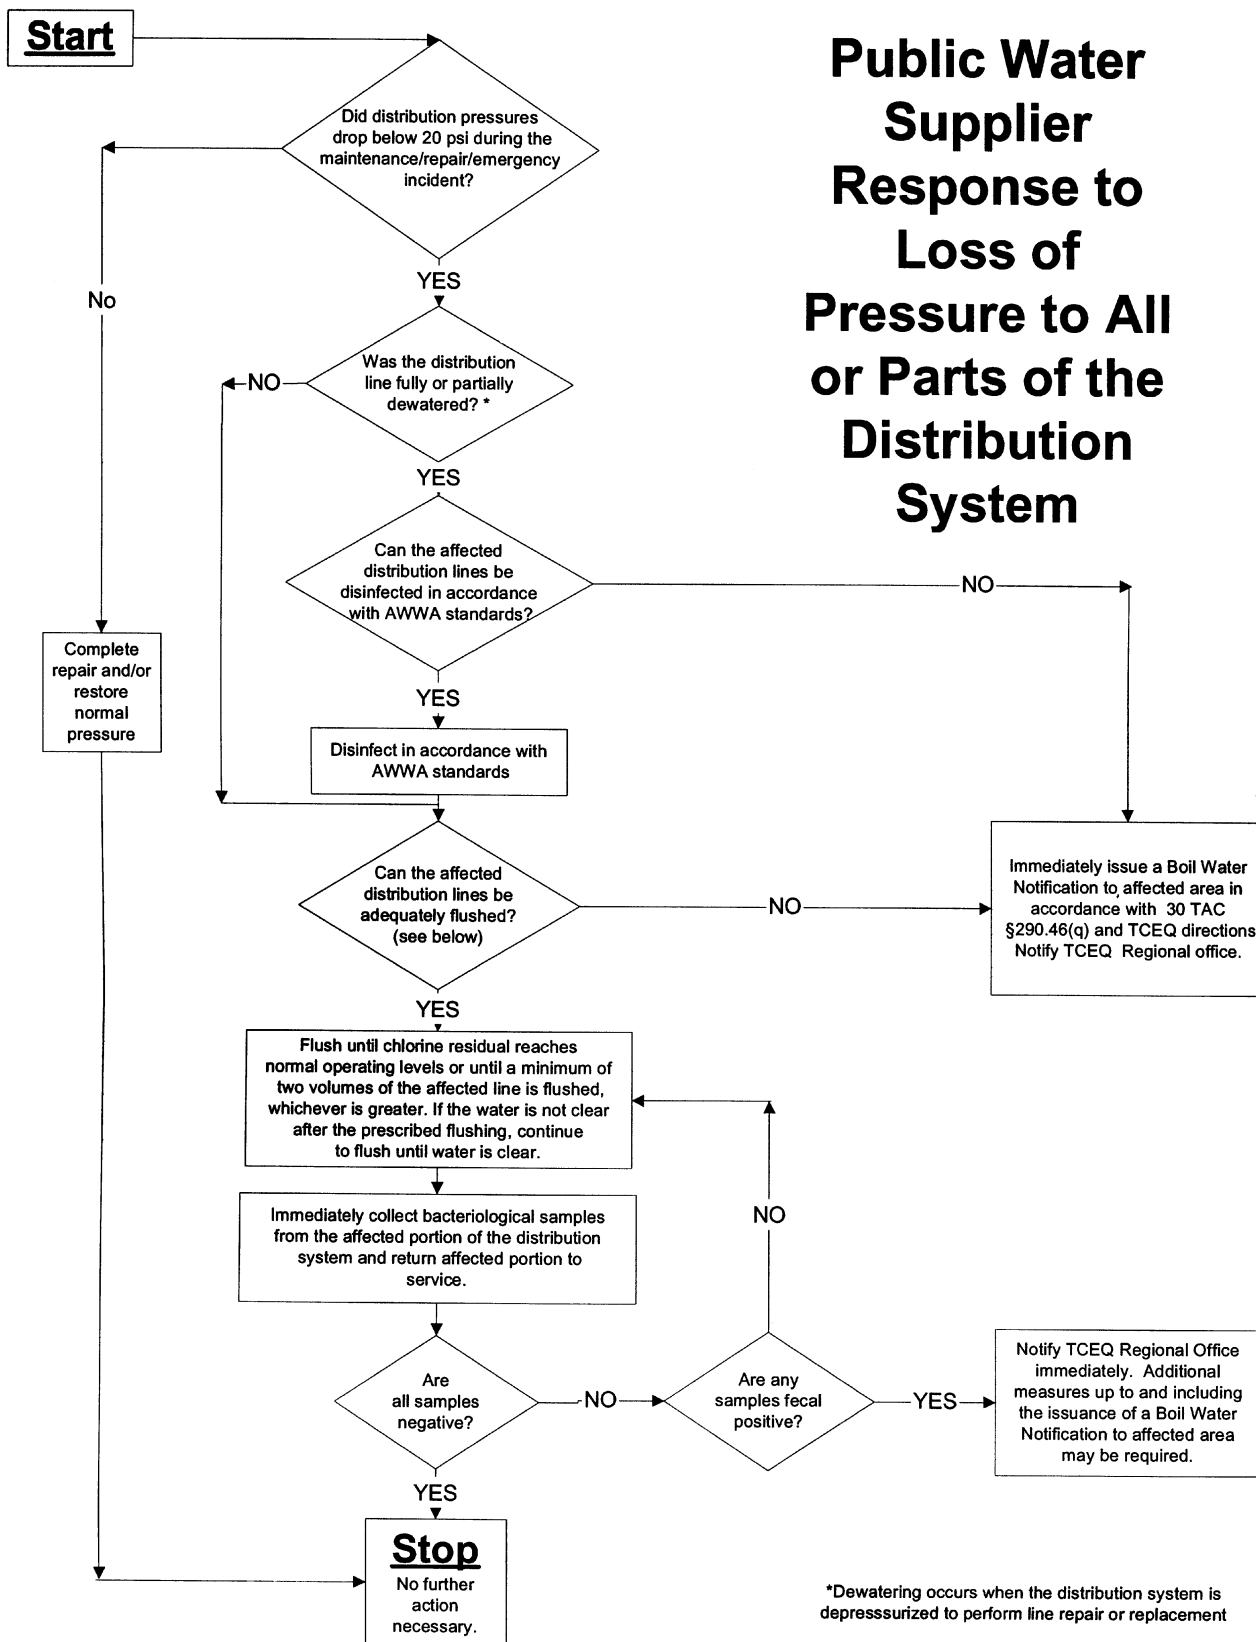 Start
Public Water
Supplier
Response to
Loss of
Pressure to All
or Parts of the
Distribution
System
Did distribution pressures
drop below 20 psi during the
maintenance/repair/emergency
incident?
No
YES
Was the distribution
line fully or partially
dewatered? *
NO
YES
Can the affected
distribution lines be
disinfected in accordance
with AWWA standards?
NO
YES
Complete
repair and/or
restore
normal
pressure
Disinfect in accordance with
AWWA standards
Can the affected
distribution lines be
adequately flushed?
(see below)
NO
YES
Immediately issue a Boil Water
Notification to affected area in
accordance with 30 TAC
§290.46(q) and TCEQ directions
Notify TCEQ Regional office.
Flush until chlorine residual reaches
normal operating levels or until a minimum of
two volumes of the affected line is flushed,
whichever is greater. If the water is not clear
after the prescribed flushing, continue
to flush until water is clear.
Immediately collect bacteriological samples
from the affected portion of the distribution
system and return affected portion to
service.
NO
Are
all samples
negative?
NO
Are any
samples fecal
positive?
YES
Notify TCEQ Regional Office
immediately. Additional
measures up to and including
the issuance of a Boil Water
Notification to affected area
may be required.
YES
Stop
No further
action
necessary.
*Dewatering occurs when the distribution system is
depresssurized to perform line repair or replacement